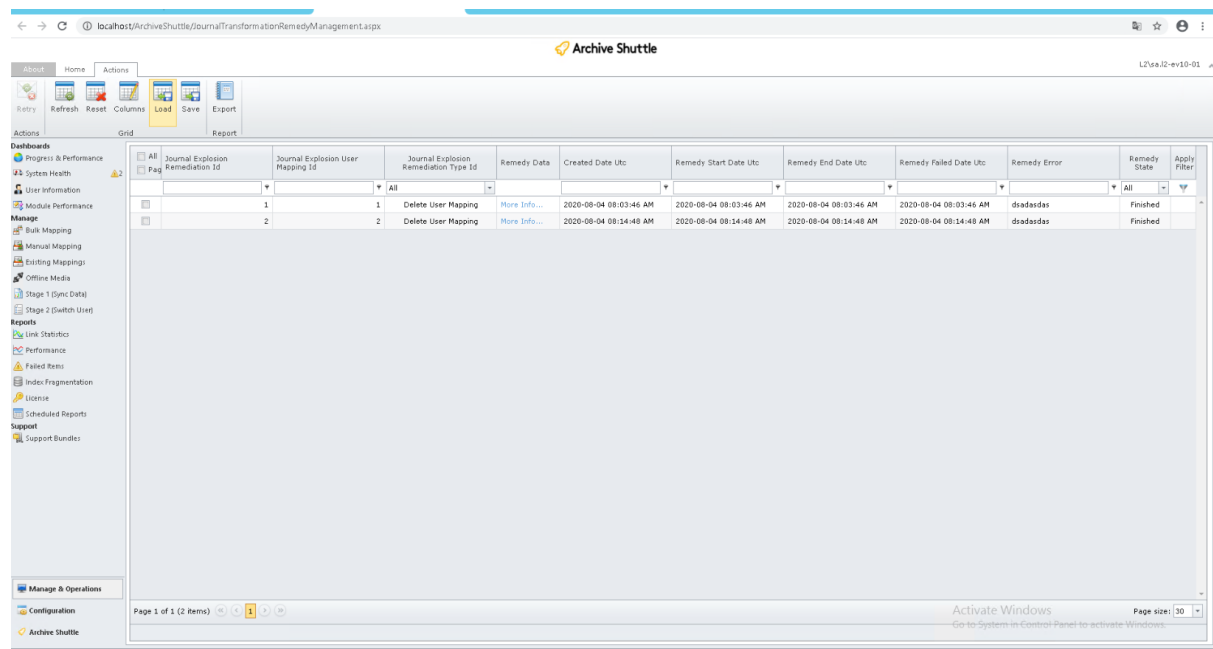 localhost/ArchiveShuttle/JournalTransformationRemedyManagement.aspx
Archive Shuttle
About Home Actions
L2\sa.l2-ev10-01
Retry Refresh Reset Columns Load Save Export
Actions Grid Report
Dashboards
Progress & Performance
System Health 2
User Information
Module Performance
Manage
Bulk Mapping
Manual Mapping
Existing Mappings
Offline Media
Stage 1 (Sync Data)
Stage 2 (Switch User)
Reports
Link Statistics
Performance
Failed Items
Index Fragmentation
License
Scheduled Reports
Support
Support Bundles
Manage & Operations
Configuration
Archive Shuttle
All
Pag
Journal Explosion Remediation Id
Journal Explosion User Mapping Id
Journal Explosion Remediation Type Id
Remedy Data
Created Date Utc
Remedy Start Date Utc
Remedy End Date Utc
Remedy Failed Date Utc
Remedy Error
Remedy State
Apply Filter
All All
1 1 Delete User Mapping More Info... 2020-08-04 08:03:46 AM 2020-08-04 08:03:46 AM 2020-08-04 08:03:46 AM 2020-08-04 08:03:46 AM dsadasdas Finished
2 2 Delete User Mapping More Info... 2020-08-04 08:14:48 AM 2020-08-04 08:14:48 AM 2020-08-04 08:14:48 AM 2020-08-04 08:14:48 AM dsadasdas Finished
Page 1 of 1 (2 items) 1
Page size: 30
Activate Windows
Go to System in Control Panel to activate Windows.